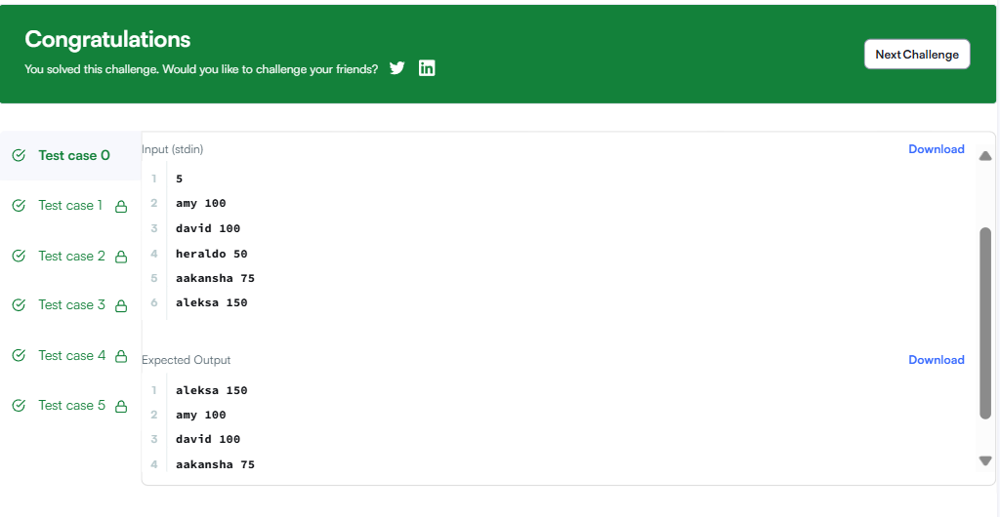 Congratulations
You solved this challenge. Would you like to challenge your friends?
Next Challenge
Test case 0
Test case 1
Test case 2
Test case 3
Test case 4
Test case 5
Input (stdin)
Download
1 5
2 amy 100
3 david 100
4 heraldo 50
5 aakansha 75
6 aleksa 150
Expected Output
Download
1 aleksa 150
2 amy 100
3 david 100
4 aakansha 75